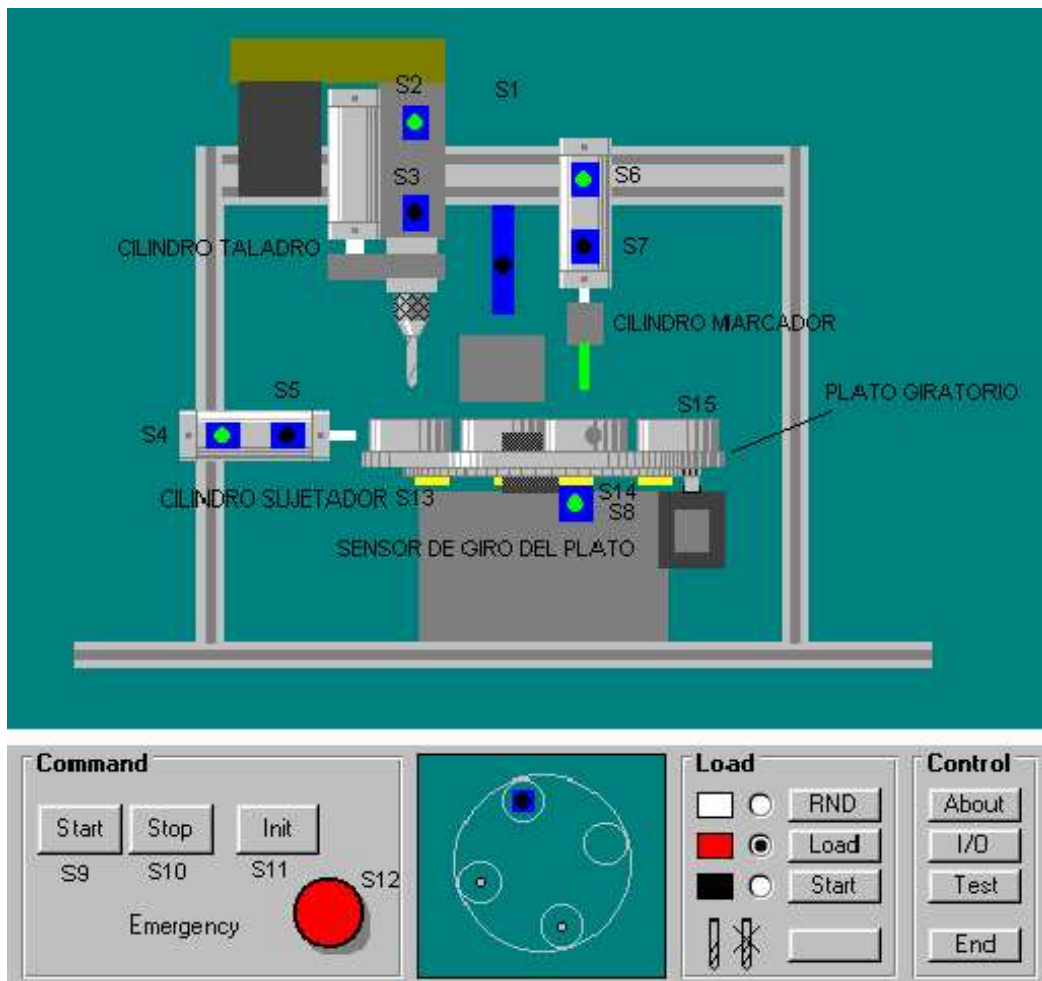 S2
S1
S3
S6
S7
CILINDRO TALADRO
CILINDRO MARCADOR
PLATO GIRATORIO
S5
S15
S4
CILINDRO SUJETADOR S13
S14
S8
SENSOR DE GIRO DEL PLATO
Command
Start
Stop
Init
S9
S10
S11
S12
Emergency
Load
RND
Load
Start
Control
About
I/O
Test
End